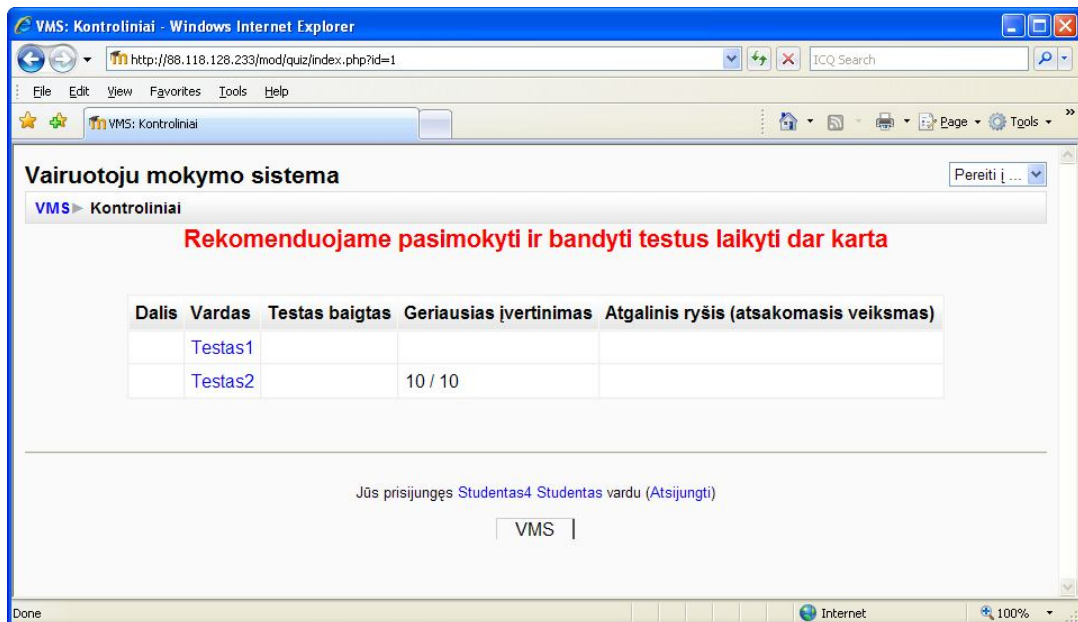 VMS: Kontroliniai - Windows Internet Explorer
http://88.118.128.233/mod/quiz/index.php?id=1 ICQ Search
File Edit View Favorites Tools Help
VMS: Kontroliniai Page Tools »
Vairuotoju mokymo sistema Pereiti į ...
VMS► Kontroliniai
Rekomenduojame pasimokyti ir bandyti testus laikyti dar karta
Dalis Vardas Testas baigtas Geriausias įvertinimas Atgalinis ryšis (atsakomasis veiksmas)
Testas1
Testas2 10 / 10
Jūs prisijungęs Studentas4 Studentas vardu (Atsijungti)
VMS
Done Internet 100%